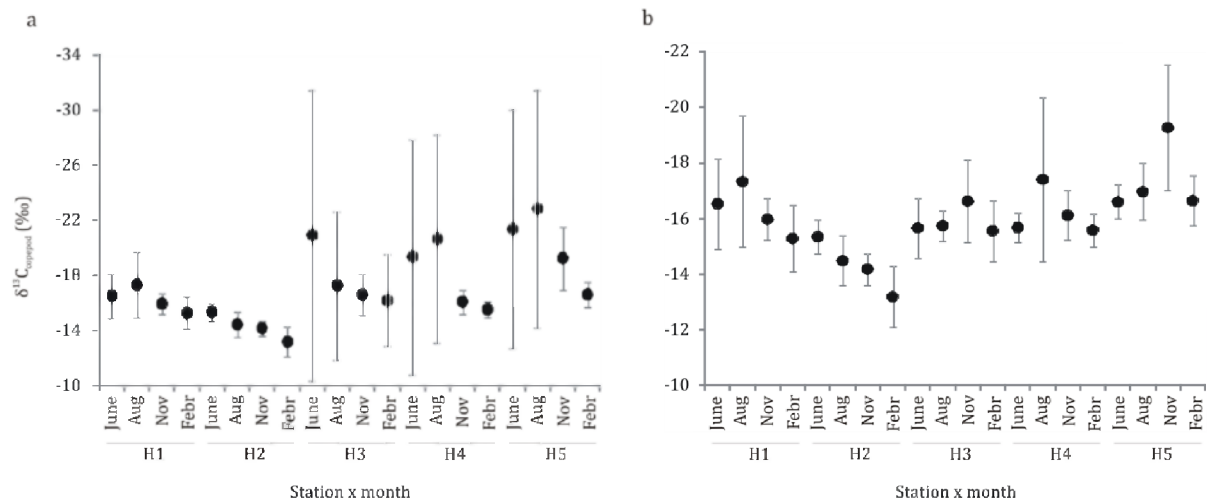 a
b
-34
-30
-26
-22
-18
-14
-10
δ¹³C copepod (‰)
June Aug Nov Febr June Aug Nov Febr June Aug Nov Febr June Aug Nov Febr June Aug Nov Febr
H1 H2 H3 H4 H5
Station x month
-22
-20
-18
-16
-14
-12
-10
June Aug Nov Febr June Aug Nov Febr June Aug Nov Febr June Aug Nov Febr June Aug Nov Febr
H1 H2 H3 H4 H5
Station x month